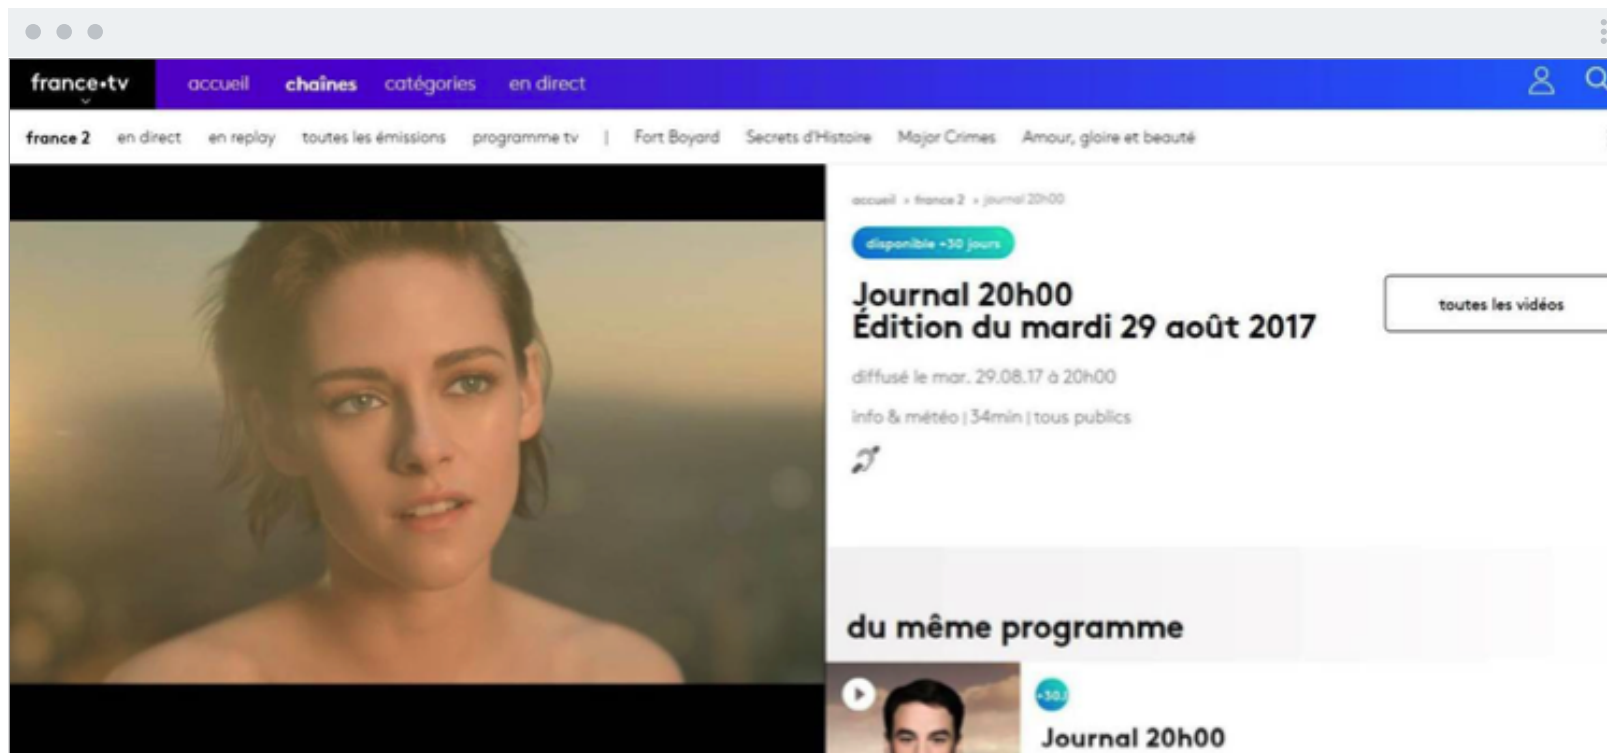 france•tv
accueil chaînes catégories en direct
france 2 en direct en replay toutes les émissions programme tv | Fort Boyard Secrets d'Histoire Major Crimes Amour, gloire et beauté
accueil › france 2 › journal 20h00
disponible +30 jours
Journal 20h00
Édition du mardi 29 août 2017
toutes les vidéos
diffusé le mar. 29.08.17 à 20h00
info & météo | 34min | tous publics
du même programme
+30J
Journal 20h00